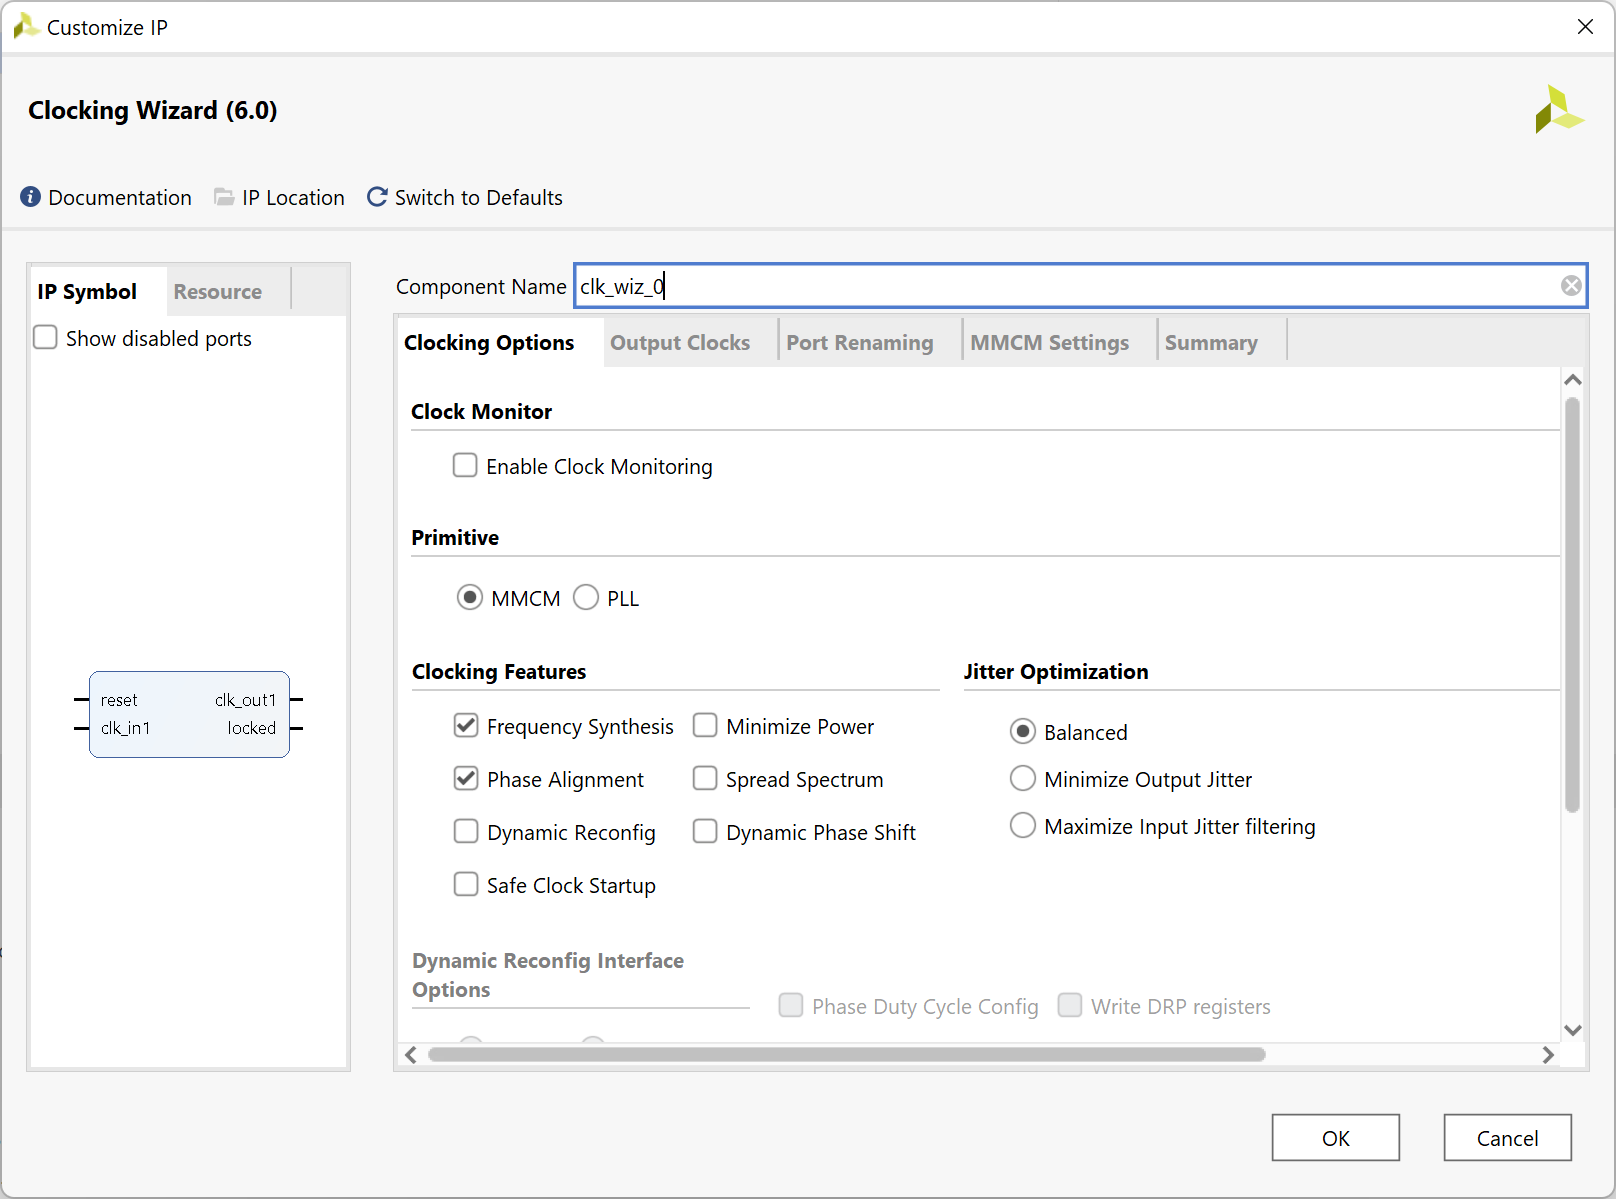 Customize IP
Clocking Wizard (6.0)
Documentation IP Location Switch to Defaults
IP Symbol Resource
Show disabled ports
reset clk_out1
clk_in1 locked
Component Name clk_wiz_0
Clocking Options Output Clocks Port Renaming MMCM Settings Summary
Clock Monitor
Enable Clock Monitoring
Primitive
MMCM PLL
Clocking Features
Frequency Synthesis Minimize Power
Phase Alignment Spread Spectrum
Dynamic Reconfig Dynamic Phase Shift
Safe Clock Startup
Jitter Optimization
Balanced
Minimize Output Jitter
Maximize Input Jitter filtering
Dynamic Reconfig Interface
Options
Phase Duty Cycle Config Write DRP registers
OK Cancel